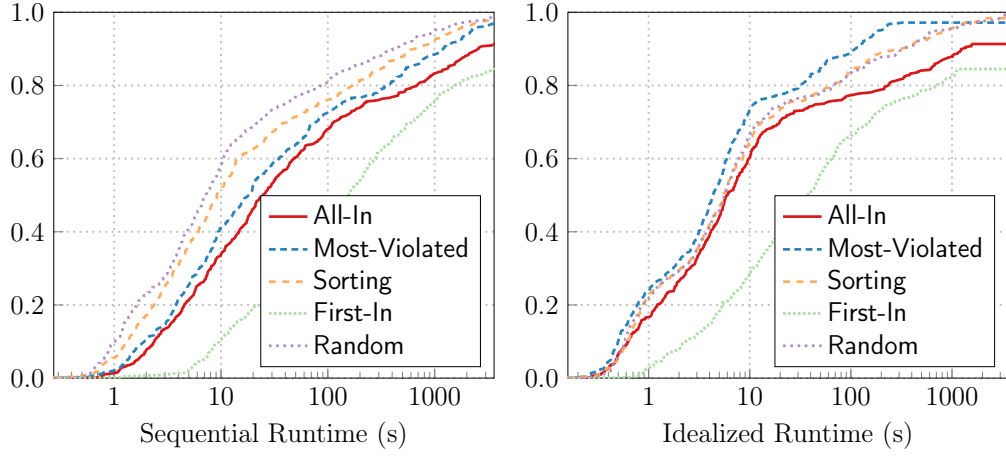 1.0
0.8
0.6
0.4
0.2
0.0
1
10
100
1000
Sequential Runtime (s)
All-In
Most-Violated
Sorting
First-In
Random
1.0
0.8
0.6
0.4
0.2
0.0
1
10
100
1000
Idealized Runtime (s)
All-In
Most-Violated
Sorting
First-In
Random